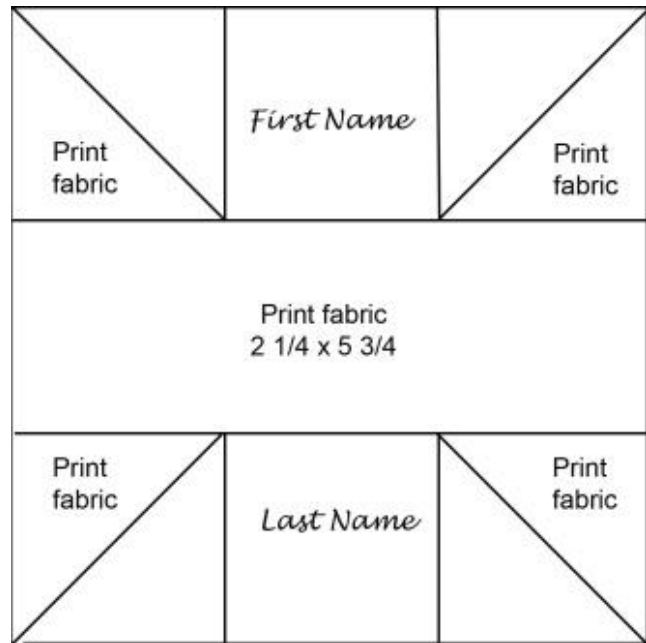 First Name
Print
fabric
Print
fabric
Print fabric
2 1/4 x 5 3/4
Print
fabric
Print
fabric
Last Name